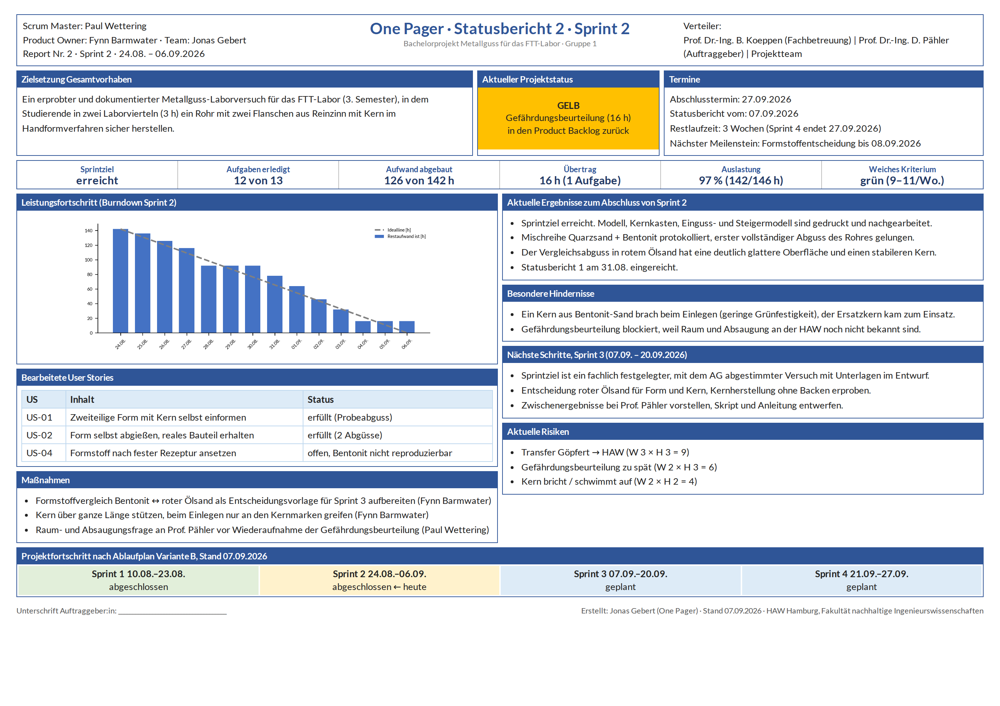 Scrum Master: Paul Wettering
Product Owner: Fynn Barmwater · Team: Jonas Gebert
Report Nr. 2 · Sprint 2 · 24.08. – 06.09.2026
One Pager · Statusbericht 2 · Sprint 2
Bachelorprojekt Metallguss für das FTT-Labor · Gruppe 1
Verteiler:
Prof. Dr.-Ing. B. Koeppen (Fachbetreuung) | Prof. Dr.-Ing. D. Pähler
(Auftraggeber) | Projektteam
Zielsetzung Gesamtvorhaben
Ein erprobter und dokumentierter Metallguss-Laborversuch für das FTT-Labor (3. Semester), in dem
Studierende in zwei Laborvierteln (3 h) ein Rohr mit zwei Flanschen aus Reinzinn mit Kern im
Handformverfahren sicher herstellen.
Aktueller Projektstatus
GELB
Gefährdungsbeurteilung (16 h)
in den Product Backlog zurück
Termine
Abschlusstermin: 27.09.2026
Statusbericht vom: 07.09.2026
Restlaufzeit: 3 Wochen (Sprint 4 endet 27.09.2026)
Nächster Meilenstein: Formstoffentscheidung bis 08.09.2026
Sprintziel
erreicht
Aufgaben erledigt
12 von 13
Aufwand abgebaut
126 von 142 h
Übertrag
16 h (1 Aufgabe)
Auslastung
97 % (142/146 h)
Weiches Kriterium
grün (9–11/Wo.)
Leistungsfortschritt (Burndown Sprint 2)
140
120
100
80
60
40
20
0
Ideallinie [h]
Restaufwand ist [h]
24.08.
25.08.
26.08.
27.08.
28.08.
29.08.
30.08.
31.08.
01.09.
02.09.
03.09.
04.09.
05.09.
06.09.
Bearbeitete User Stories
US Inhalt Status
US-01 Zweiteilige Form mit Kern selbst einformen erfüllt (Probeabguss)
US-02 Form selbst abgießen, reales Bauteil erhalten erfüllt (2 Abgüsse)
US-04 Formstoff nach fester Rezeptur ansetzen offen, Bentonit nicht reproduzierbar
Maßnahmen
• Formstoffvergleich Bentonit ↔ roter Ölsand als Entscheidungsvorlage für Sprint 3 aufbereiten (Fynn Barmwater)
• Kern über ganze Länge stützen, beim Einlegen nur an den Kernmarken greifen (Fynn Barmwater)
• Raum- und Absaugungsfrage an Prof. Pähler vor Wiederaufnahme der Gefährdungsbeurteilung (Paul Wettering)
Aktuelle Ergebnisse zum Abschluss von Sprint 2
• Sprintziel erreicht. Modell, Kernkasten, Einguss- und Steigermodell sind gedruckt und nachgearbeitet.
• Mischreihe Quarzsand + Bentonit protokolliert, erster vollständiger Abguss des Rohres gelungen.
• Der Vergleichsabguss in rotem Ölsand hat eine deutlich glattere Oberfläche und einen stabileren Kern.
• Statusbericht 1 am 31.08. eingereicht.
Besondere Hindernisse
• Ein Kern aus Bentonit-Sand brach beim Einlegen (geringe Grünfestigkeit), der Ersatzkern kam zum Einsatz.
• Gefährdungsbeurteilung blockiert, weil Raum und Absaugung an der HAW noch nicht bekannt sind.
Nächste Schritte, Sprint 3 (07.09. – 20.09.2026)
• Sprintziel ist ein fachlich festgelegter, mit dem AG abgestimmter Versuch mit Unterlagen im Entwurf.
• Entscheidung roter Ölsand für Form und Kern, Kernherstellung ohne Backen erproben.
• Zwischenergebnisse bei Prof. Pähler vorstellen, Skript und Anleitung entwerfen.
Aktuelle Risiken
• Transfer Göpfert → HAW (W 3 × H 3 = 9)
• Gefährdungsbeurteilung zu spät (W 2 × H 3 = 6)
• Kern bricht / schwimmt auf (W 2 × H 2 = 4)
Projektfortschritt nach Ablaufplan Variante B, Stand 07.09.2026
Sprint 1 10.08.–23.08.
abgeschlossen
Sprint 2 24.08.–06.09.
abgeschlossen ← heute
Sprint 3 07.09.–20.09.
geplant
Sprint 4 21.09.–27.09.
geplant
Unterschrift Auftraggeber:in: __________________________
Erstellt: Jonas Gebert (One Pager) · Stand 07.09.2026 · HAW Hamburg, Fakultät nachhaltige Ingenieurswissenschaften